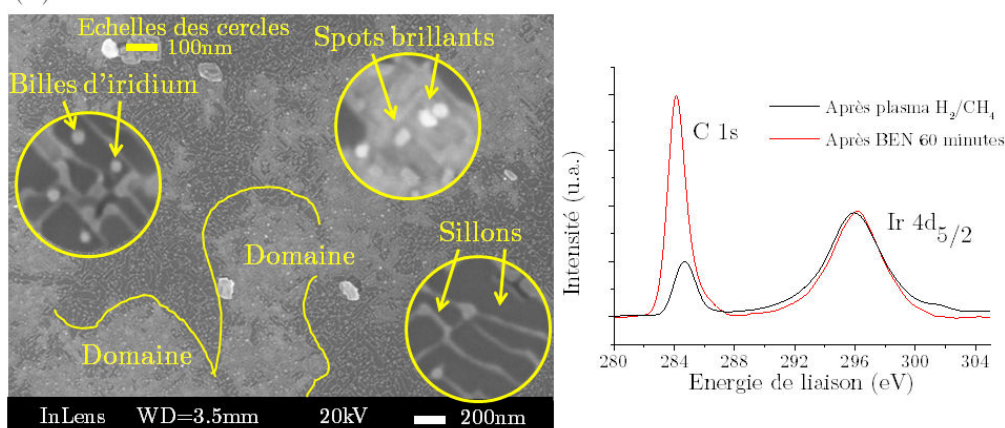 Echelles des cercles
100nm
Spots brillants
Billes d'iridium
Domaine
Sillons
Domaine
InLens WD=3.5mm 20kV 200nm
Après plasma H₂/CH₄
Après BEN 60 minutes
C 1s
Ir 4d5/2
Intensité (u.a.)
280 284 288 292 296 300 304
Energie de liaison (eV)